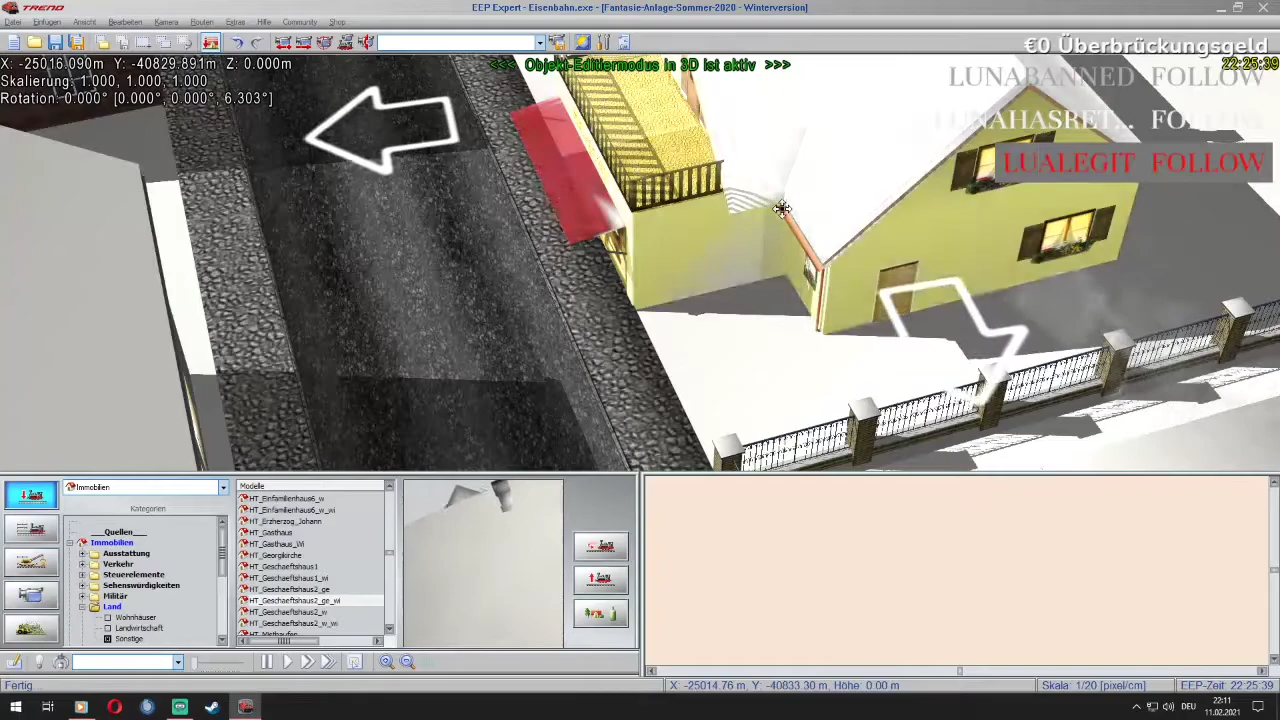 TREND
EEP Expert - Eisenbahn.exe - [Fantasie-Anlage-Sommer-2020 - Winterversion]
Datei Einfügen Ansicht Bearbeiten Kamera Routen Extras Hilfe Community Shop
€0 Überbrückungsgeld
X: -25016.090m Y: -40829.891m Z: 0.000m
<<< Objekt-Editiermodus in 3D ist aktiv >>>
22:25:39
Skalierung: 1.000, 1.000, 1.000
FOLLOW
Rotation: 0.000° [0.000°, 0.000°, 6.303°]
LUNAHASRET... FOLLOW
LUALEGIT FOLLOW
Immobilien
Kategorien
__Quellen__
Immobilien
Ausstattung
Verkehr
Steuerelemente
Sehenswürdigkeiten
Militär
Land
Wohnhäuser
Landwirtschaft
Sonstige
Modelle
HT_Einfamilienhaus6_w
HT_Einfamilienhaus6_w_wi
HT_Erzherzog_Johann
HT_Gasthaus
HT_Gasthaus_Wi
HT_Georgikirche
HT_Geschaeftshaus1
HT_Geschaeftshaus1_wi
HT_Geschaeftshaus2_ge
HT_Geschaeftshaus2_ge_wi
HT_Geschaeftshaus2_w
HT_Geschaeftshaus2_w_wi
HT_Misthaufen
Fertig
X: -25014.76 m, Y: -40833.30 m, Höhe: 0.00 m
Skala: 1/20 [pixel/cm]
EEP-Zeit: 22:25:39
DEU
22:11
11.02.2021